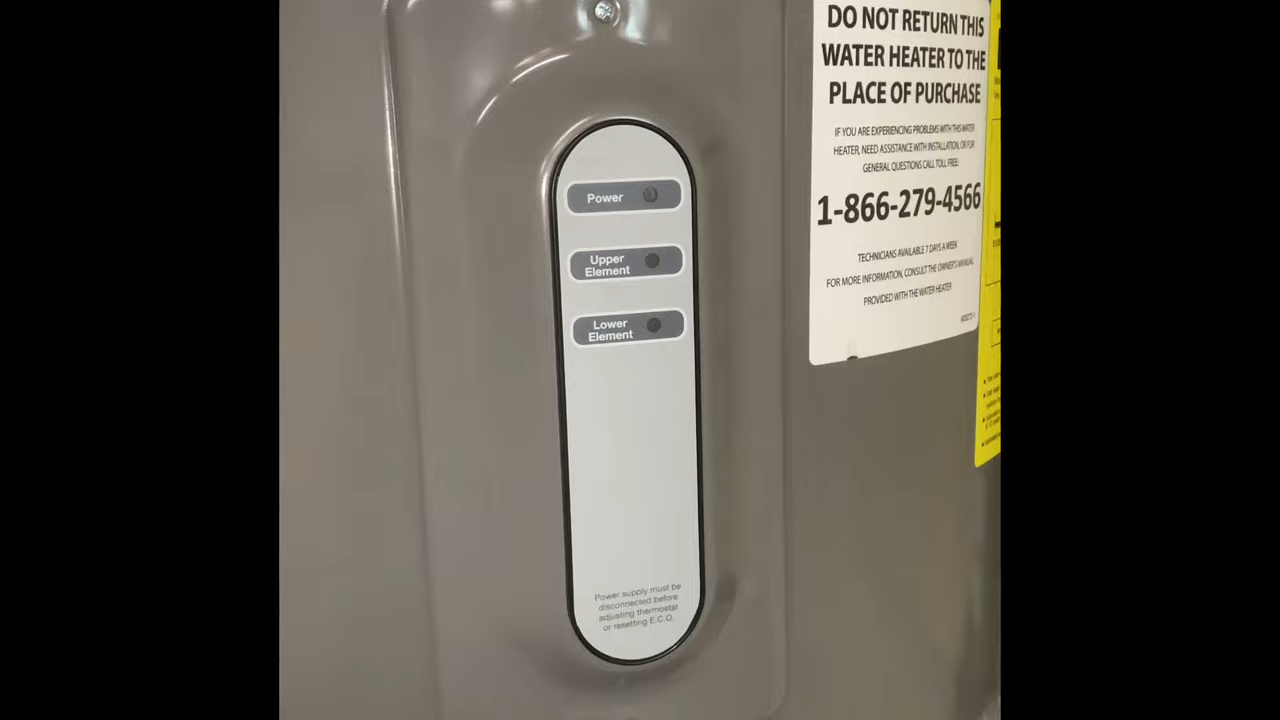 Power
Upper
Element
Lower
Element
Power supply must be
disconnected before
adjusting thermostat
or resetting E.C.O.
DO NOT RETURN THIS
WATER HEATER TO THE
PLACE OF PURCHASE
IF YOU ARE EXPERIENCING PROBLEMS WITH THIS WATER
HEATER, NEED ASSISTANCE WITH INSTALLATION, OR FOR
GENERAL QUESTIONS CALL TOLL FREE!
1-866-279-4566
TECHNICIANS AVAILABLE 7 DAYS A WEEK
FOR MORE INFORMATION, CONSULT THE OWNER'S MANUAL
PROVIDED WITH THE WATER HEATER